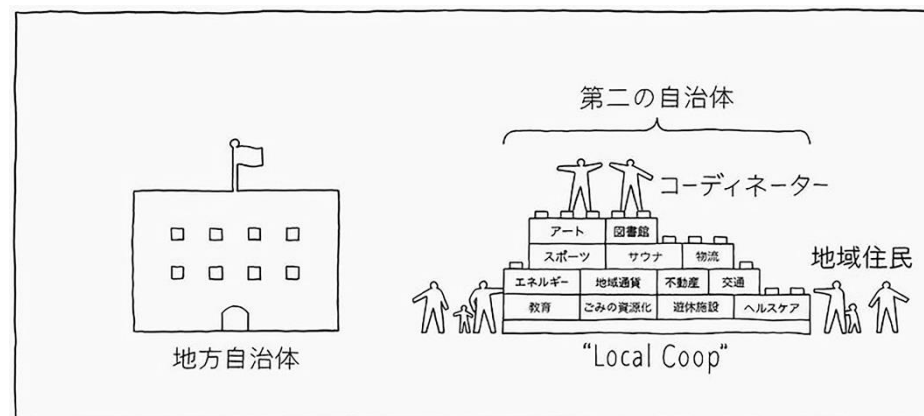 第二の自治体
コーディネーター
アート 図書館
スポーツ サウナ 物流
エネルギー 地域通貨 不動産 交通
教育 ごみの資源化 遊休施設 ヘルスケア
地域住民
地方自治体
"Local Coop"